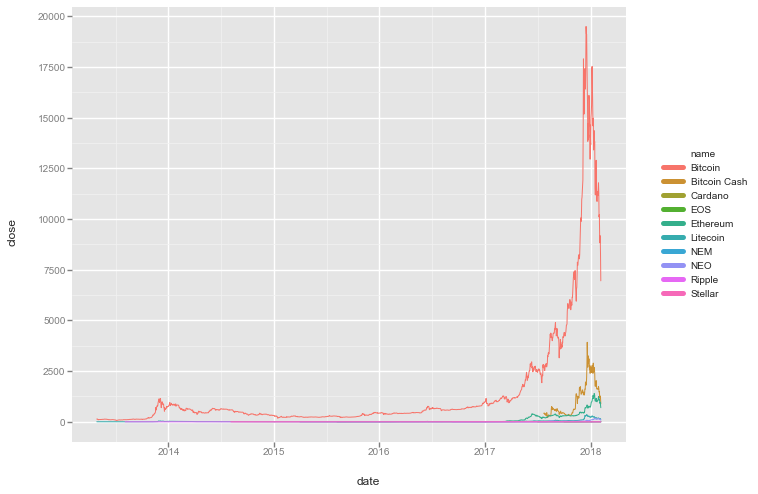 20000
17500
15000
12500
10000
7500
5000
2500
0
close
2014
2015
2016
2017
2018
date
name
Bitcoin
Bitcoin Cash
Cardano
EOS
Ethereum
Litecoin
NEM
NEO
Ripple
Stellar